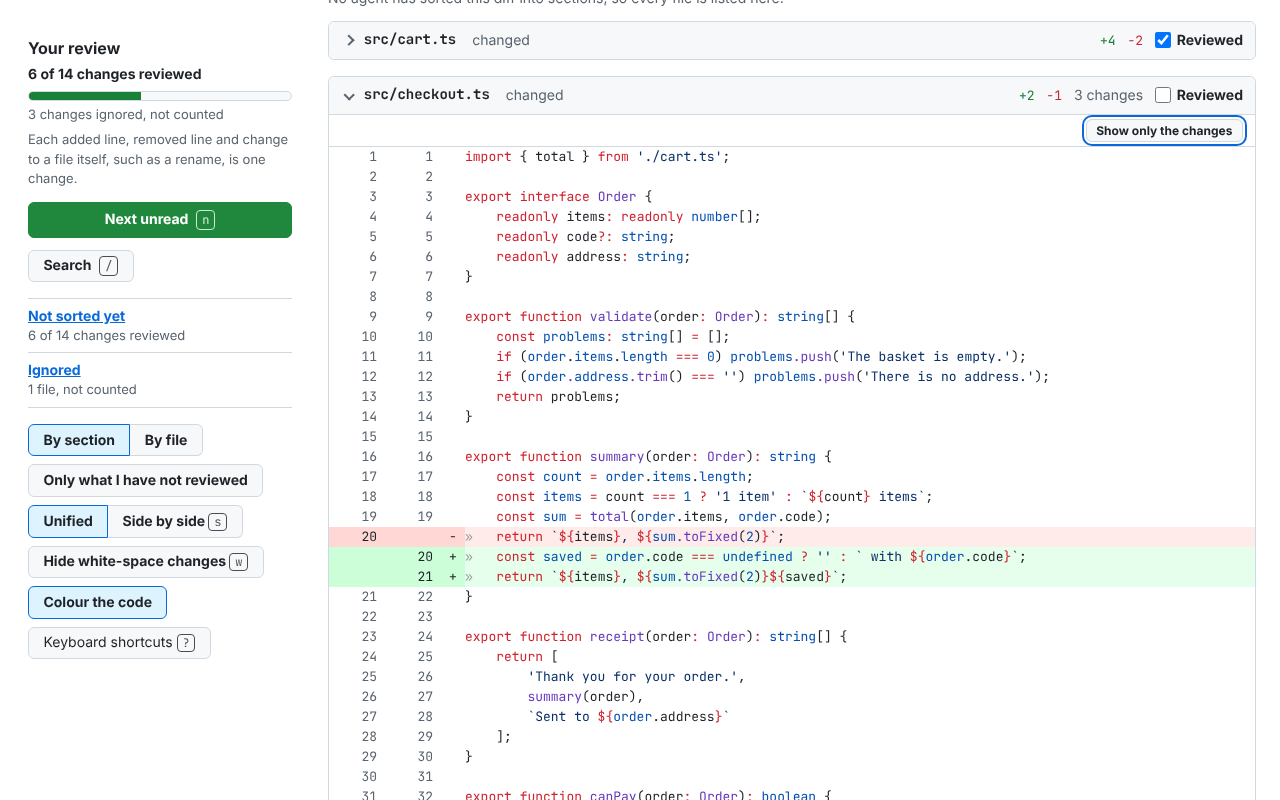 No agent has sorted this diff into sections, so every file is listed here.
Your review
6 of 14 changes reviewed
3 changes ignored, not counted
Each added line, removed line and change
to a file itself, such as a rename, is one
change.
Next unread n
Search /
Not sorted yet
6 of 14 changes reviewed
Ignored
1 file, not counted
By section By file
Only what I have not reviewed
Unified Side by side s
Hide white-space changes w
Colour the code
Keyboard shortcuts ?
src/cart.ts changed +4 -2 Reviewed
src/checkout.ts changed +2 -1 3 changes Reviewed
Show only the changes
1 1 import { total } from './cart.ts';
2 2
3 3 export interface Order {
4 4 readonly items: readonly number[];
5 5 readonly code?: string;
6 6 readonly address: string;
7 7 }
8 8
9 9 export function validate(order: Order): string[] {
10 10 const problems: string[] = [];
11 11 if (order.items.length === 0) problems.push('The basket is empty.');
12 12 if (order.address.trim() === '') problems.push('There is no address.');
13 13 return problems;
14 14 }
15 15
16 16 export function summary(order: Order): string {
17 17 const count = order.items.length;
18 18 const items = count === 1 ? '1 item' : `${count} items`;
19 19 const sum = total(order.items, order.code);
20 - » return `${items}, ${sum.toFixed(2)}`;
20 + » const saved = order.code === undefined ? '' : ` with ${order.code}`;
21 + » return `${items}, ${sum.toFixed(2)}${saved}`;
21 22 }
22 23
23 24 export function receipt(order: Order): string[] {
24 25 return [
25 26 'Thank you for your order.',
26 27 summary(order),
27 28 `Sent to ${order.address}`
28 29 ];
29 30 }
30 31
31 32 export function canPay(order: Order): boolean {